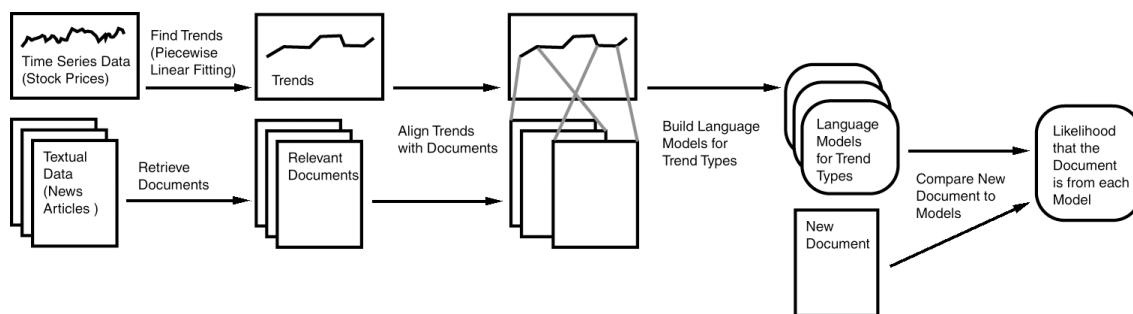 Time Series Data
(Stock Prices)
Find Trends
(Piecewise
Linear Fitting)
Trends
Textual
Data
(News
Articles )
Retrieve
Documents
Relevant
Documents
Align Trends
with Documents
Build Language
Models for
Trend Types
Language
Models
for Trend
Types
New
Document
Compare New
Document to
Models
Likelihood
that the
Document
is from each
Model